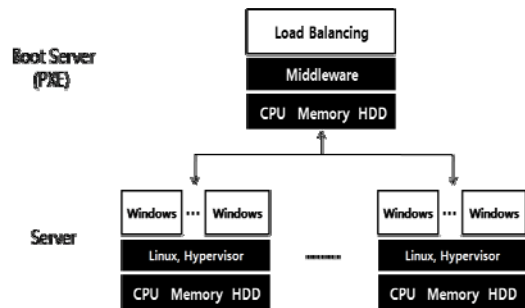 Load Balancing
Boot Server
(PXE)
Middleware
CPU Memory HDD
Windows ... Windows
Windows ... Windows
Server
Linux, Hypervisor
Linux, Hypervisor
CPU Memory HDD
CPU Memory HDD